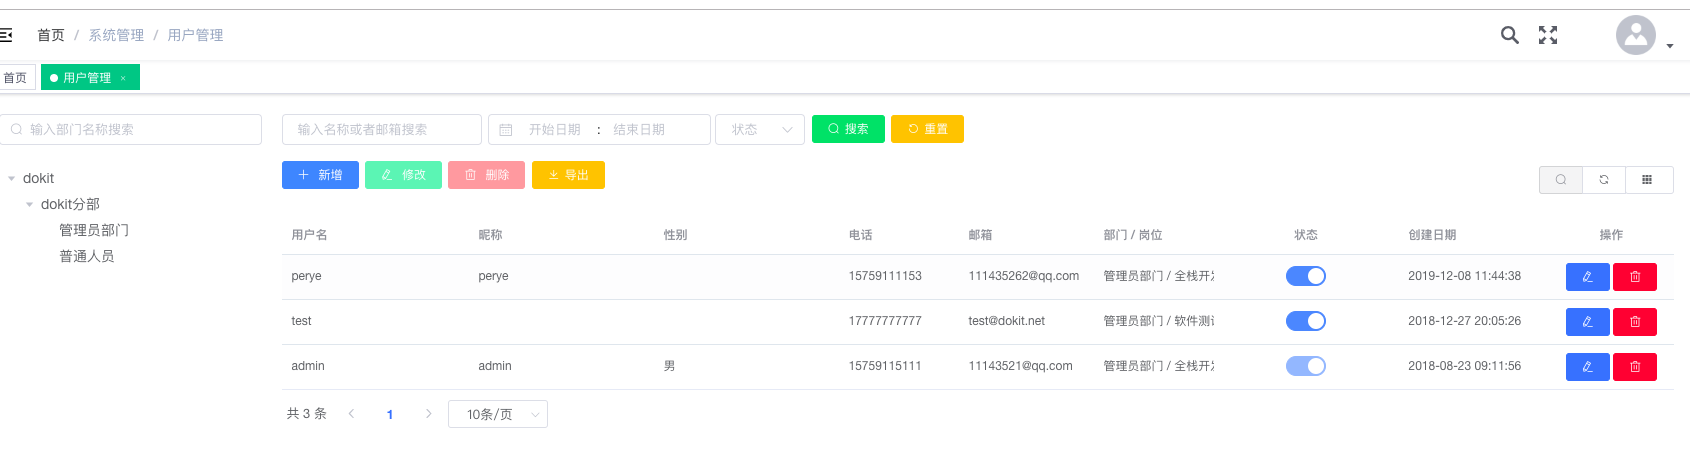 首页 / 系统管理 / 用户管理
首页 用户管理 ×
输入部门名称搜索 输入名称或者邮箱搜索 开始日期 : 结束日期 状态 搜索 重置
新增 修改 删除 导出
dokit
dokit分部
管理员部门
普通人员
用户名 昵称 性别 电话 邮箱 部门 / 岗位 状态 创建日期 操作
perye perye 15759111153 111435262@qq.com 管理员部门 / 全栈开 2019-12-08 11:44:38
test 17777777777 test@dokit.net 管理员部门 / 软件测 2018-12-27 20:05:26
admin admin 男 15759115111 11143521@qq.com 管理员部门 / 全栈开 2018-08-23 09:11:56
共 3 条 1 10条/页